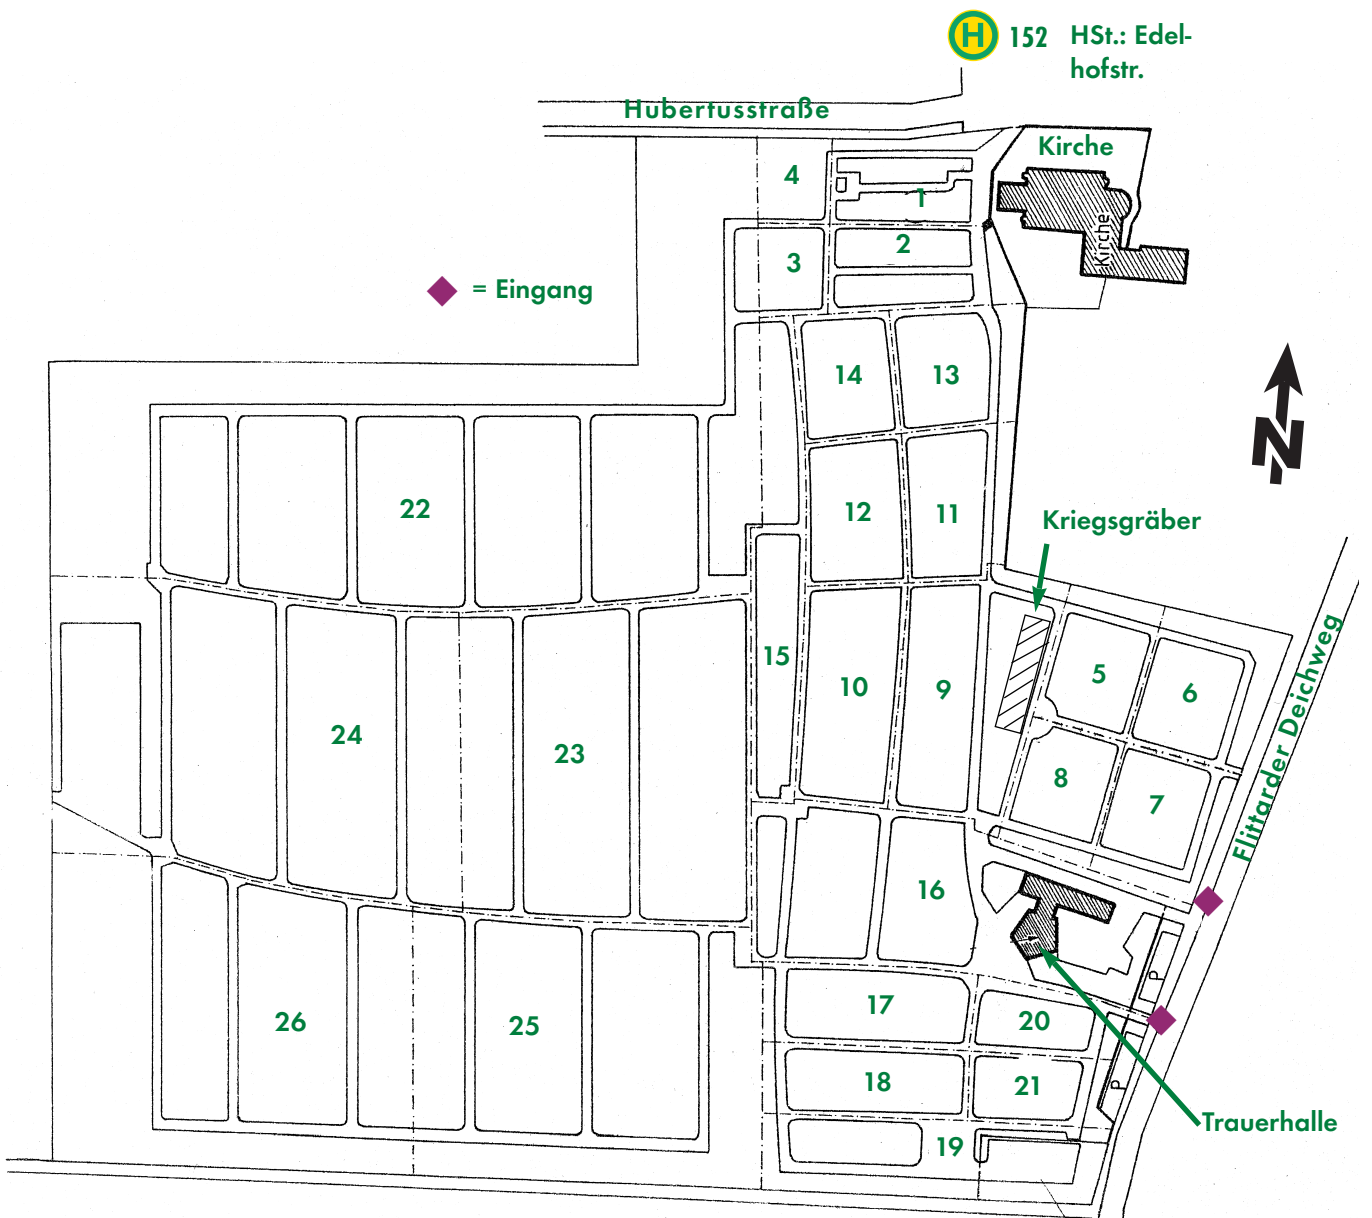 H 152 HSt.: Edel-
hofstr.
Hubertusstraße
Kirche
4
1
Kirche
2
3
= Eingang
14
13
N
22
12
11
Kriegsgräber
15
5
10
9
6
24
23
8
7
Flittarder Deichweg
16
P
17
20
26
25
18
21
P
Trauerhalle
19